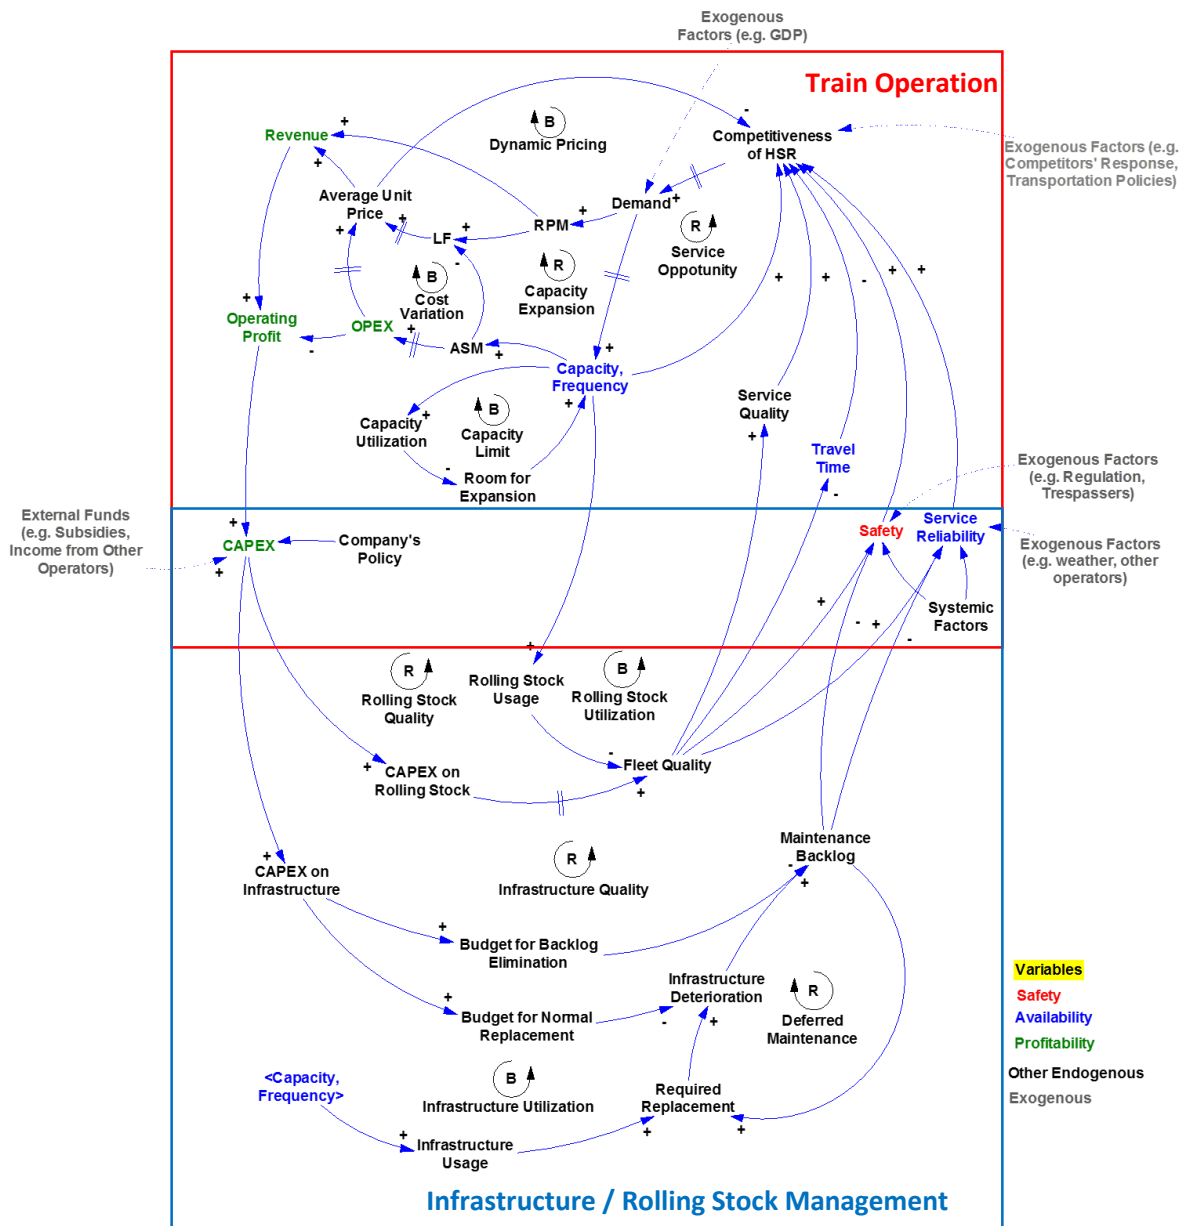 Exogenous
Factors (e.g. GDP)
Train Operation
Revenue
+
+
B
Dynamic Pricing
-
Competitiveness
of HSR
Exogenous Factors (e.g.
Competitors' Response,
Transportation Policies)
Average Unit
Price
+
+
LF
+
-
RPM
+
Demand
+
R
Service
Oppotunity
B
Cost
Variation
R
Capacity
Expansion
+
+
-
+
+
Operating
Profit
-
OPEX
+
ASM
+
+
Capacity,
Frequency
+
Capacity
Utilization
+
B
Capacity
Limit
-
Room for
Expansion
Service
Quality
+
Travel
Time
-
Exogenous Factors
(e.g. Regulation,
Trespassers)
External Funds
(e.g. Subsidies,
Income from Other
Operators)
+
+
CAPEX
Company's
Policy
Safety
Service
Reliability
Exogenous Factors
(e.g. weather, other
operators)
Systemic
Factors
+
-
+
-
R
Rolling Stock
Quality
+
Rolling Stock
Usage
B
Rolling Stock
Utilization
+
CAPEX on
Rolling Stock
-
Fleet Quality
+
+
CAPEX on
Infrastructure
R
Infrastructure Quality
Maintenance
Backlog
-
+
+
Budget for Backlog
Elimination
Infrastructure
Deterioration
R
Deferred
Maintenance
+
Budget for Normal
Replacement
-
+
<Capacity,
Frequency>
B
Infrastructure Utilization
Required
Replacement
+
+
+
Infrastructure
Usage
Variables
Safety
Availability
Profitability
Other Endogenous
Exogenous
Infrastructure / Rolling Stock Management